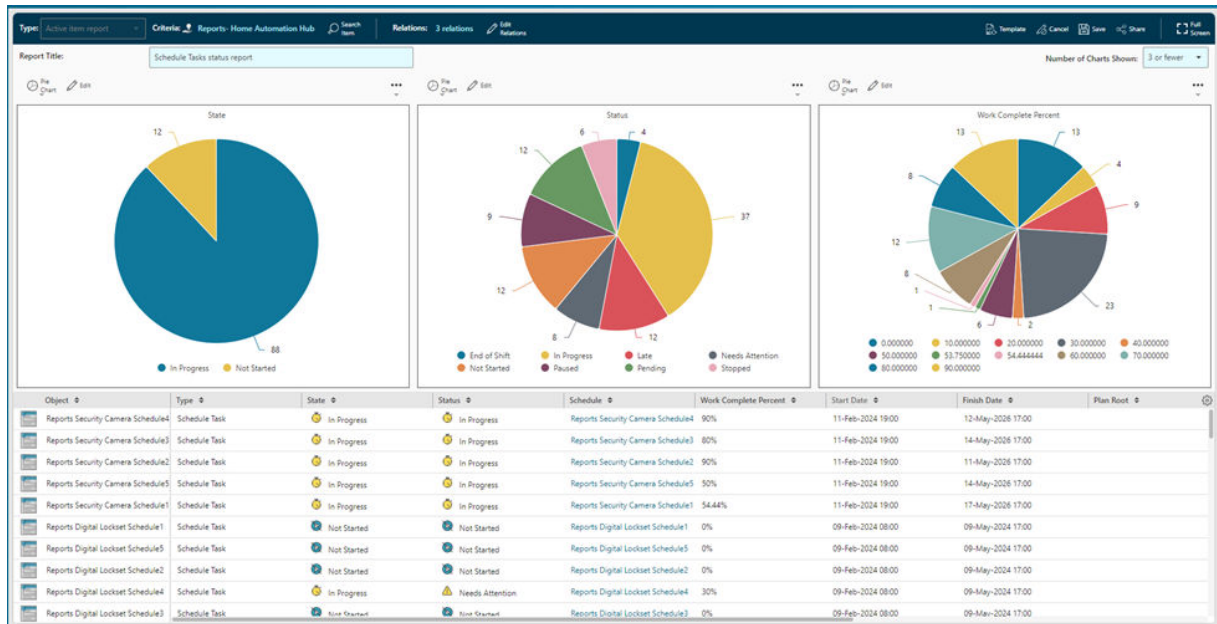 Type: Active item report Criteria: Reports- Home Automation Hub Search Item Relations: 3 relations Edit Relations Template Cancel Save Share Full Screen
Report Title: Schedule Tasks status report Number of Charts Shown: 3 or fewer
Pie Chart Edit Pie Chart Edit Pie Chart Edit
State
12
88
In Progress Not Started
Status
6 4
12
37
9
12
8 12
End of Shift In Progress Late Needs Attention
Not Started Paused Pending Stopped
Work Complete Percent
13 13
4
8
9
12
8
1
1
23
6 2
0.000000 10.000000 20.000000 30.000000 40.000000
50.000000 53.750000 54.444444 60.000000 70.000000
80.000000 90.000000
Object Type State Status Schedule Work Complete Percent Start Date Finish Date Plan Root
Reports Security Camera Schedule4 Schedule Task In Progress In Progress Reports Security Camera Schedule4 90% 11-Feb-2024 19:00 12-May-2026 17:00
Reports Security Camera Schedule3 Schedule Task In Progress In Progress Reports Security Camera Schedule3 80% 11-Feb-2024 19:00 14-May-2026 17:00
Reports Security Camera Schedule2 Schedule Task In Progress In Progress Reports Security Camera Schedule2 90% 11-Feb-2024 19:00 11-May-2026 17:00
Reports Security Camera Schedule5 Schedule Task In Progress In Progress Reports Security Camera Schedule5 50% 11-Feb-2024 19:00 14-May-2026 17:00
Reports Security Camera Schedule1 Schedule Task In Progress In Progress Reports Security Camera Schedule1 54.44% 11-Feb-2024 19:00 17-May-2026 17:00
Reports Digital Lockset Schedule1 Schedule Task Not Started Not Started Reports Digital Lockset Schedule1 0% 09-Feb-2024 08:00 09-May-2024 17:00
Reports Digital Lockset Schedule5 Schedule Task Not Started Not Started Reports Digital Lockset Schedule5 0% 09-Feb-2024 08:00 09-May-2024 17:00
Reports Digital Lockset Schedule2 Schedule Task Not Started Not Started Reports Digital Lockset Schedule2 0% 09-Feb-2024 08:00 09-May-2024 17:00
Reports Digital Lockset Schedule4 Schedule Task In Progress Needs Attention Reports Digital Lockset Schedule4 30% 09-Feb-2024 08:00 09-May-2024 17:00
Reports Digital Lockset Schedule3 Schedule Task Not Started Not Started Reports Digital Lockset Schedule3 0% 09-Feb-2024 08:00 09-May-2024 17:00